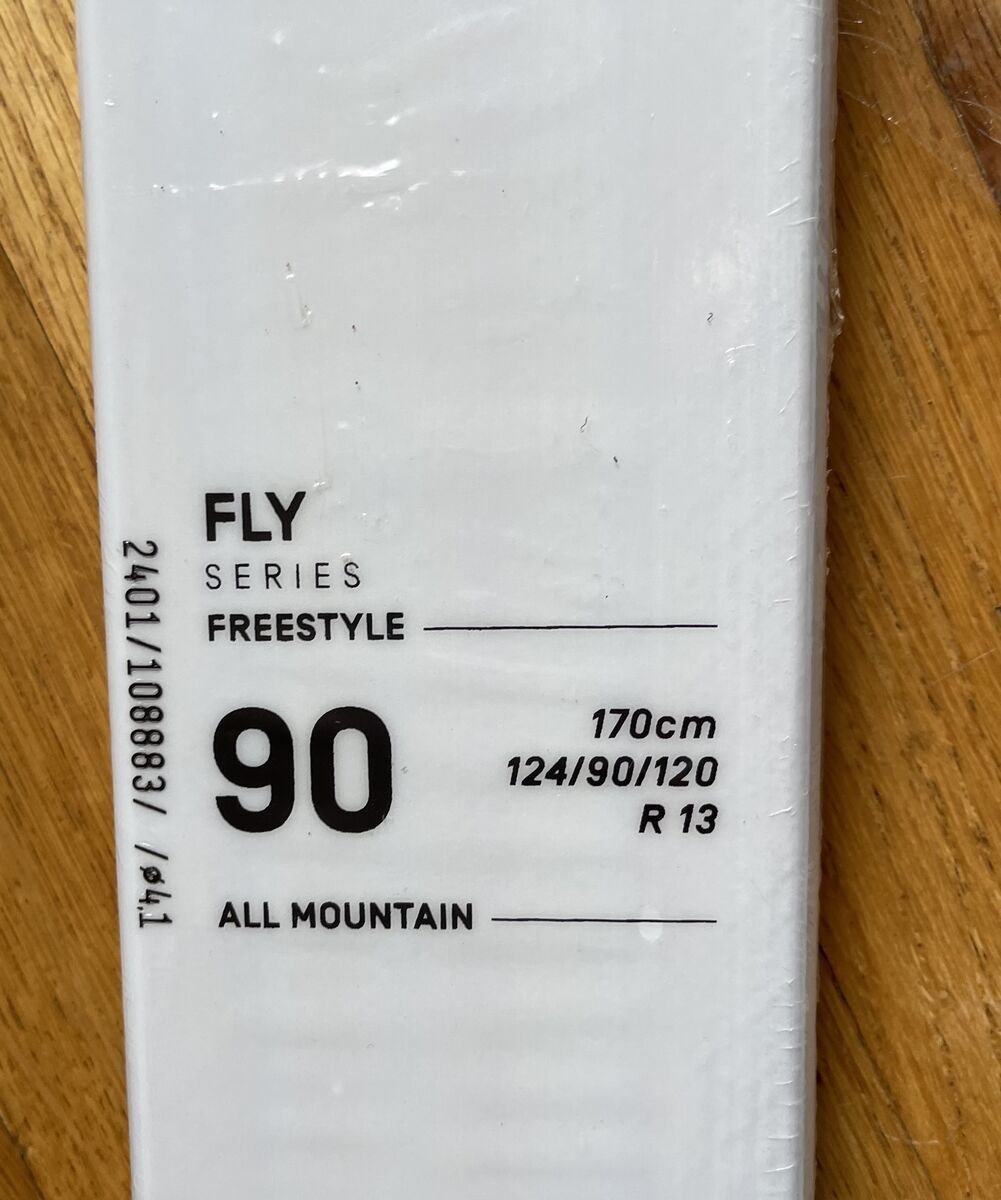 FLY
SERIES
FREESTYLE
90
170cm
124/90/120
R 13
ALL MOUNTAIN
2401/108883/ /ø4.1